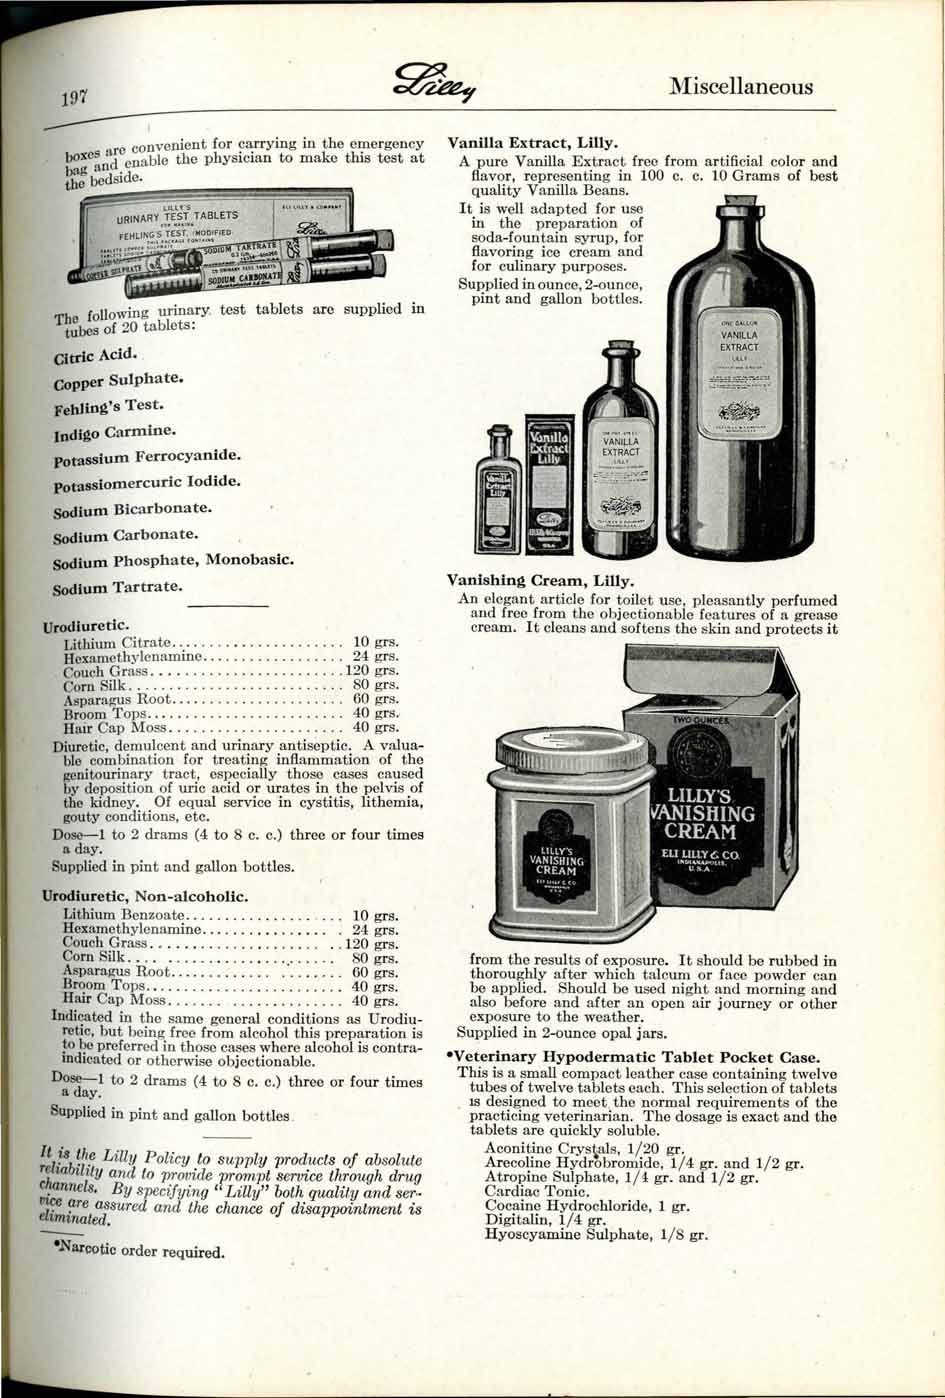 197
Lilly
Miscellaneous
boxes are convenient for carrying in the emergency
bag and enable the physician to make this test at
the bedside.
LILLY'S
URINARY TEST TABLETS
FOR MAKING
FEHLING'S TEST, (MODIFIED)
THIS PACKAGE CONTAINS
ELI LILLY & COMPANY
Lilly
SODIUM TARTRATE
COPPER SULPHATE
SODIUM CARBONATE
The following urinary test tablets are supplied in
tubes of 20 tablets:
Citric Acid.
Copper Sulphate.
Fehling's Test.
Indigo Carmine.
Potassium Ferrocyanide.
Potassiomercuric Iodide.
Sodium Bicarbonate.
Sodium Carbonate.
Sodium Phosphate, Monobasic.
Sodium Tartrate.
Urodiuretic.
Lithium Citrate........................ 10 grs.
Hexamethylenamine................... 24 grs.
Couch Grass..........................120 grs.
Corn Silk............................. 80 grs.
Asparagus Root....................... 60 grs.
Broom Tops........................... 40 grs.
Hair Cap Moss........................ 40 grs.
Diuretic, demulcent and urinary antiseptic. A valua-
ble combination for treating inflammation of the
genitourinary tract, especially those cases caused
by deposition of uric acid or urates in the pelvis of
the kidney. Of equal service in cystitis, lithemia,
gouty conditions, etc.
Dose—1 to 2 drams (4 to 8 c. c.) three or four times
a day.
Supplied in pint and gallon bottles.
Urodiuretic, Non-alcoholic.
Lithium Benzoate..................... 10 grs.
Hexamethylenamine................. 24 grs.
Couch Grass.........................120 grs.
Corn Silk........................... 80 grs.
Asparagus Root...................... 60 grs.
Broom Tops.......................... 40 grs.
Hair Cap Moss....................... 40 grs.
Indicated in the same general conditions as Urodiu-
retic, but being free from alcohol this preparation is
to be preferred in those cases where alcohol is contra-
indicated or otherwise objectionable.
Dose—1 to 2 drams (4 to 8 c. c.) three or four times
a day.
Supplied in pint and gallon bottles.
It is the Lilly Policy to supply products of absolute
reliability and to provide prompt service through drug
channels. By specifying "Lilly" both quality and ser-
vice are assured and the chance of disappointment is
eliminated.
•Narcotic order required.
Vanilla Extract, Lilly.
A pure Vanilla Extract free from artificial color and
flavor, representing in 100 c. c. 10 Grams of best
quality Vanilla Beans.
It is well adapted for use
in the preparation of
soda-fountain syrup, for
flavoring ice cream and
for culinary purposes.
Supplied in ounce, 2-ounce,
pint and gallon bottles.
ONE GALLON
VANILLA
EXTRACT
LILLY
VANILLA
EXTRACT
LILLY
Vanilla
Extract
Lilly
Vanilla
Extract
Lilly
Vanishing Cream, Lilly.
An elegant article for toilet use, pleasantly perfumed
and free from the objectionable features of a grease
cream. It cleans and softens the skin and protects it
TWO OUNCES
LILLY'S
VANISHING
CREAM
ELI LILLY & CO.
INDIANAPOLIS.
U.S.A.
LILLY'S
VANISHING
CREAM
ELI LILLY & CO.
from the results of exposure. It should be rubbed in
thoroughly after which talcum or face powder can
be applied. Should be used night and morning and
also before and after an open air journey or other
exposure to the weather.
Supplied in 2-ounce opal jars.
•Veterinary Hypodermatic Tablet Pocket Case.
This is a small compact leather case containing twelve
tubes of twelve tablets each. This selection of tablets
is designed to meet the normal requirements of the
practicing veterinarian. The dosage is exact and the
tablets are quickly soluble.
Aconitine Crystals, 1/20 gr.
Arecoline Hydrobromide, 1/4 gr. and 1/2 gr.
Atropine Sulphate, 1/4 gr. and 1/2 gr.
Cardiac Tonic.
Cocaine Hydrochloride, 1 gr.
Digitalin, 1/4 gr.
Hyoscyamine Sulphate, 1/8 gr.